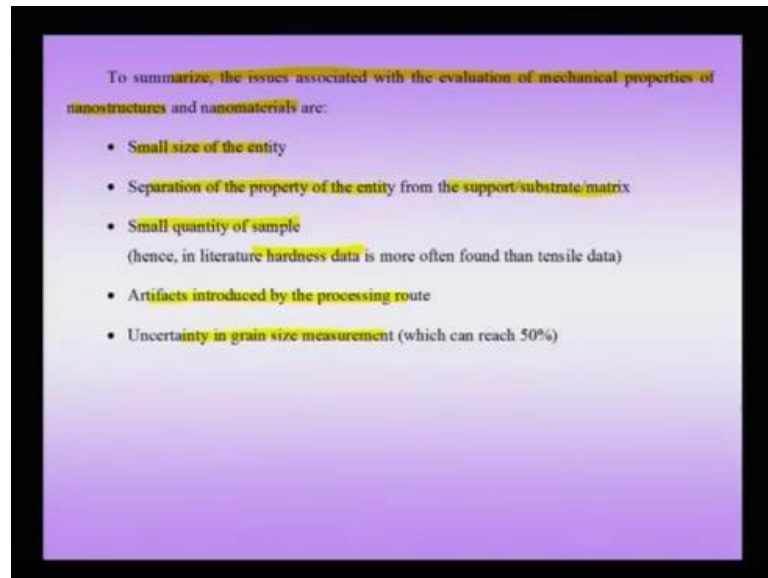 To summarize, the issues associated with the evaluation of mechanical properties of
nanostructures and nanomaterials are:
• Small size of the entity
• Separation of the property of the entity from the support/substrate/matrix
• Small quantity of sample
(hence, in literature hardness data is more often found than tensile data)
• Artifacts introduced by the processing route
• Uncertainty in grain size measurement (which can reach 50%)